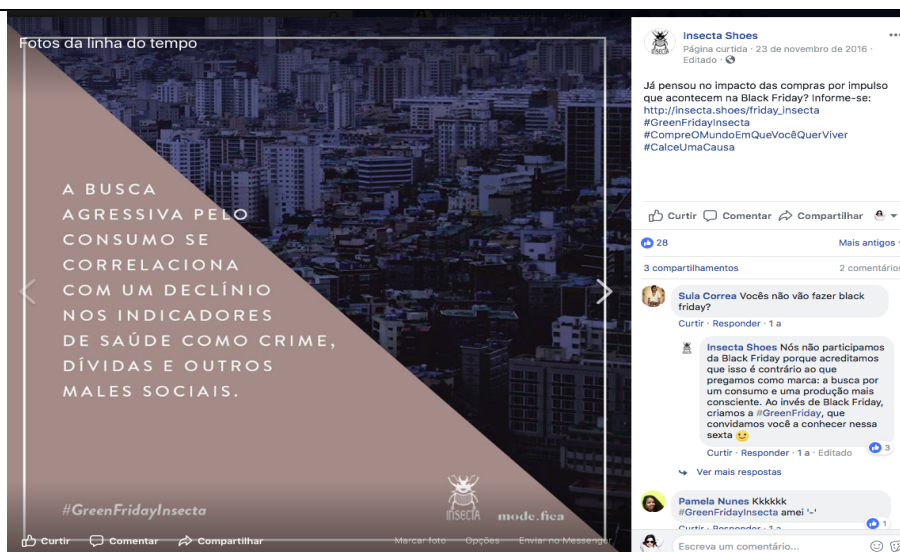 Fotos da linha do tempo
A BUSCA
AGRESSIVA PELO
CONSUMO SE
CORRELACIONA
COM UM DECLÍNIO
NOS INDICADORES
DE SAÚDE COMO CRIME,
DÍVIDAS E OUTROS
MALES SOCIAIS.
#GreenFridayInsecta
INSECTA
mode.fica
Curtir Comentar Compartilhar
Marcar foto Opções Enviar no Messenger
Insecta Shoes
Página curtida · 23 de novembro de 2016 ·
Editado ·
Já pensou no impacto das compras por impulso
que acontecem na Black Friday? Informe-se:
http://insecta.shoes/friday_insecta
#GreenFridayInsecta
#CompreOMundoEmQueVocêQuerViver
#CalceUmaCausa
Curtir Comentar Compartilhar
28
Mais antigos
3 compartilhamentos
2 comentários
Sula Correa Vocês não vão fazer black
friday?
Curtir · Responder · 1 a
Insecta Shoes Nós não participamos
da Black Friday porque acreditamos
que isso é contrário ao que
pregamos como marca: a busca por
um consumo e uma produção mais
consciente. Ao invés de Black Friday,
criamos a #GreenFriday, que
convidamos você a conhecer nessa
sexta
3
Curtir · Responder · 1 a · Editado
Ver mais respostas
Pamela Nunes Kkkkkk
#GreenFridayInsecta amei '-'
1
Curtir · Responder · 1 a
Escreva um comentário...